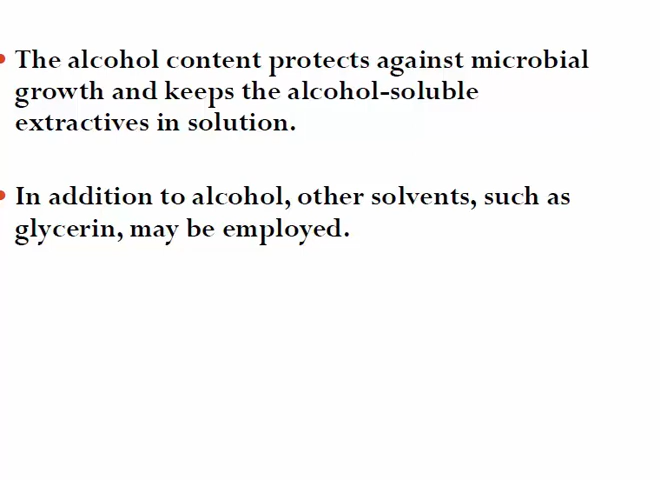 • The alcohol content protects against microbial
growth and keeps the alcohol-soluble
extractives in solution.
• In addition to alcohol, other solvents, such as
glycerin, may be employed.